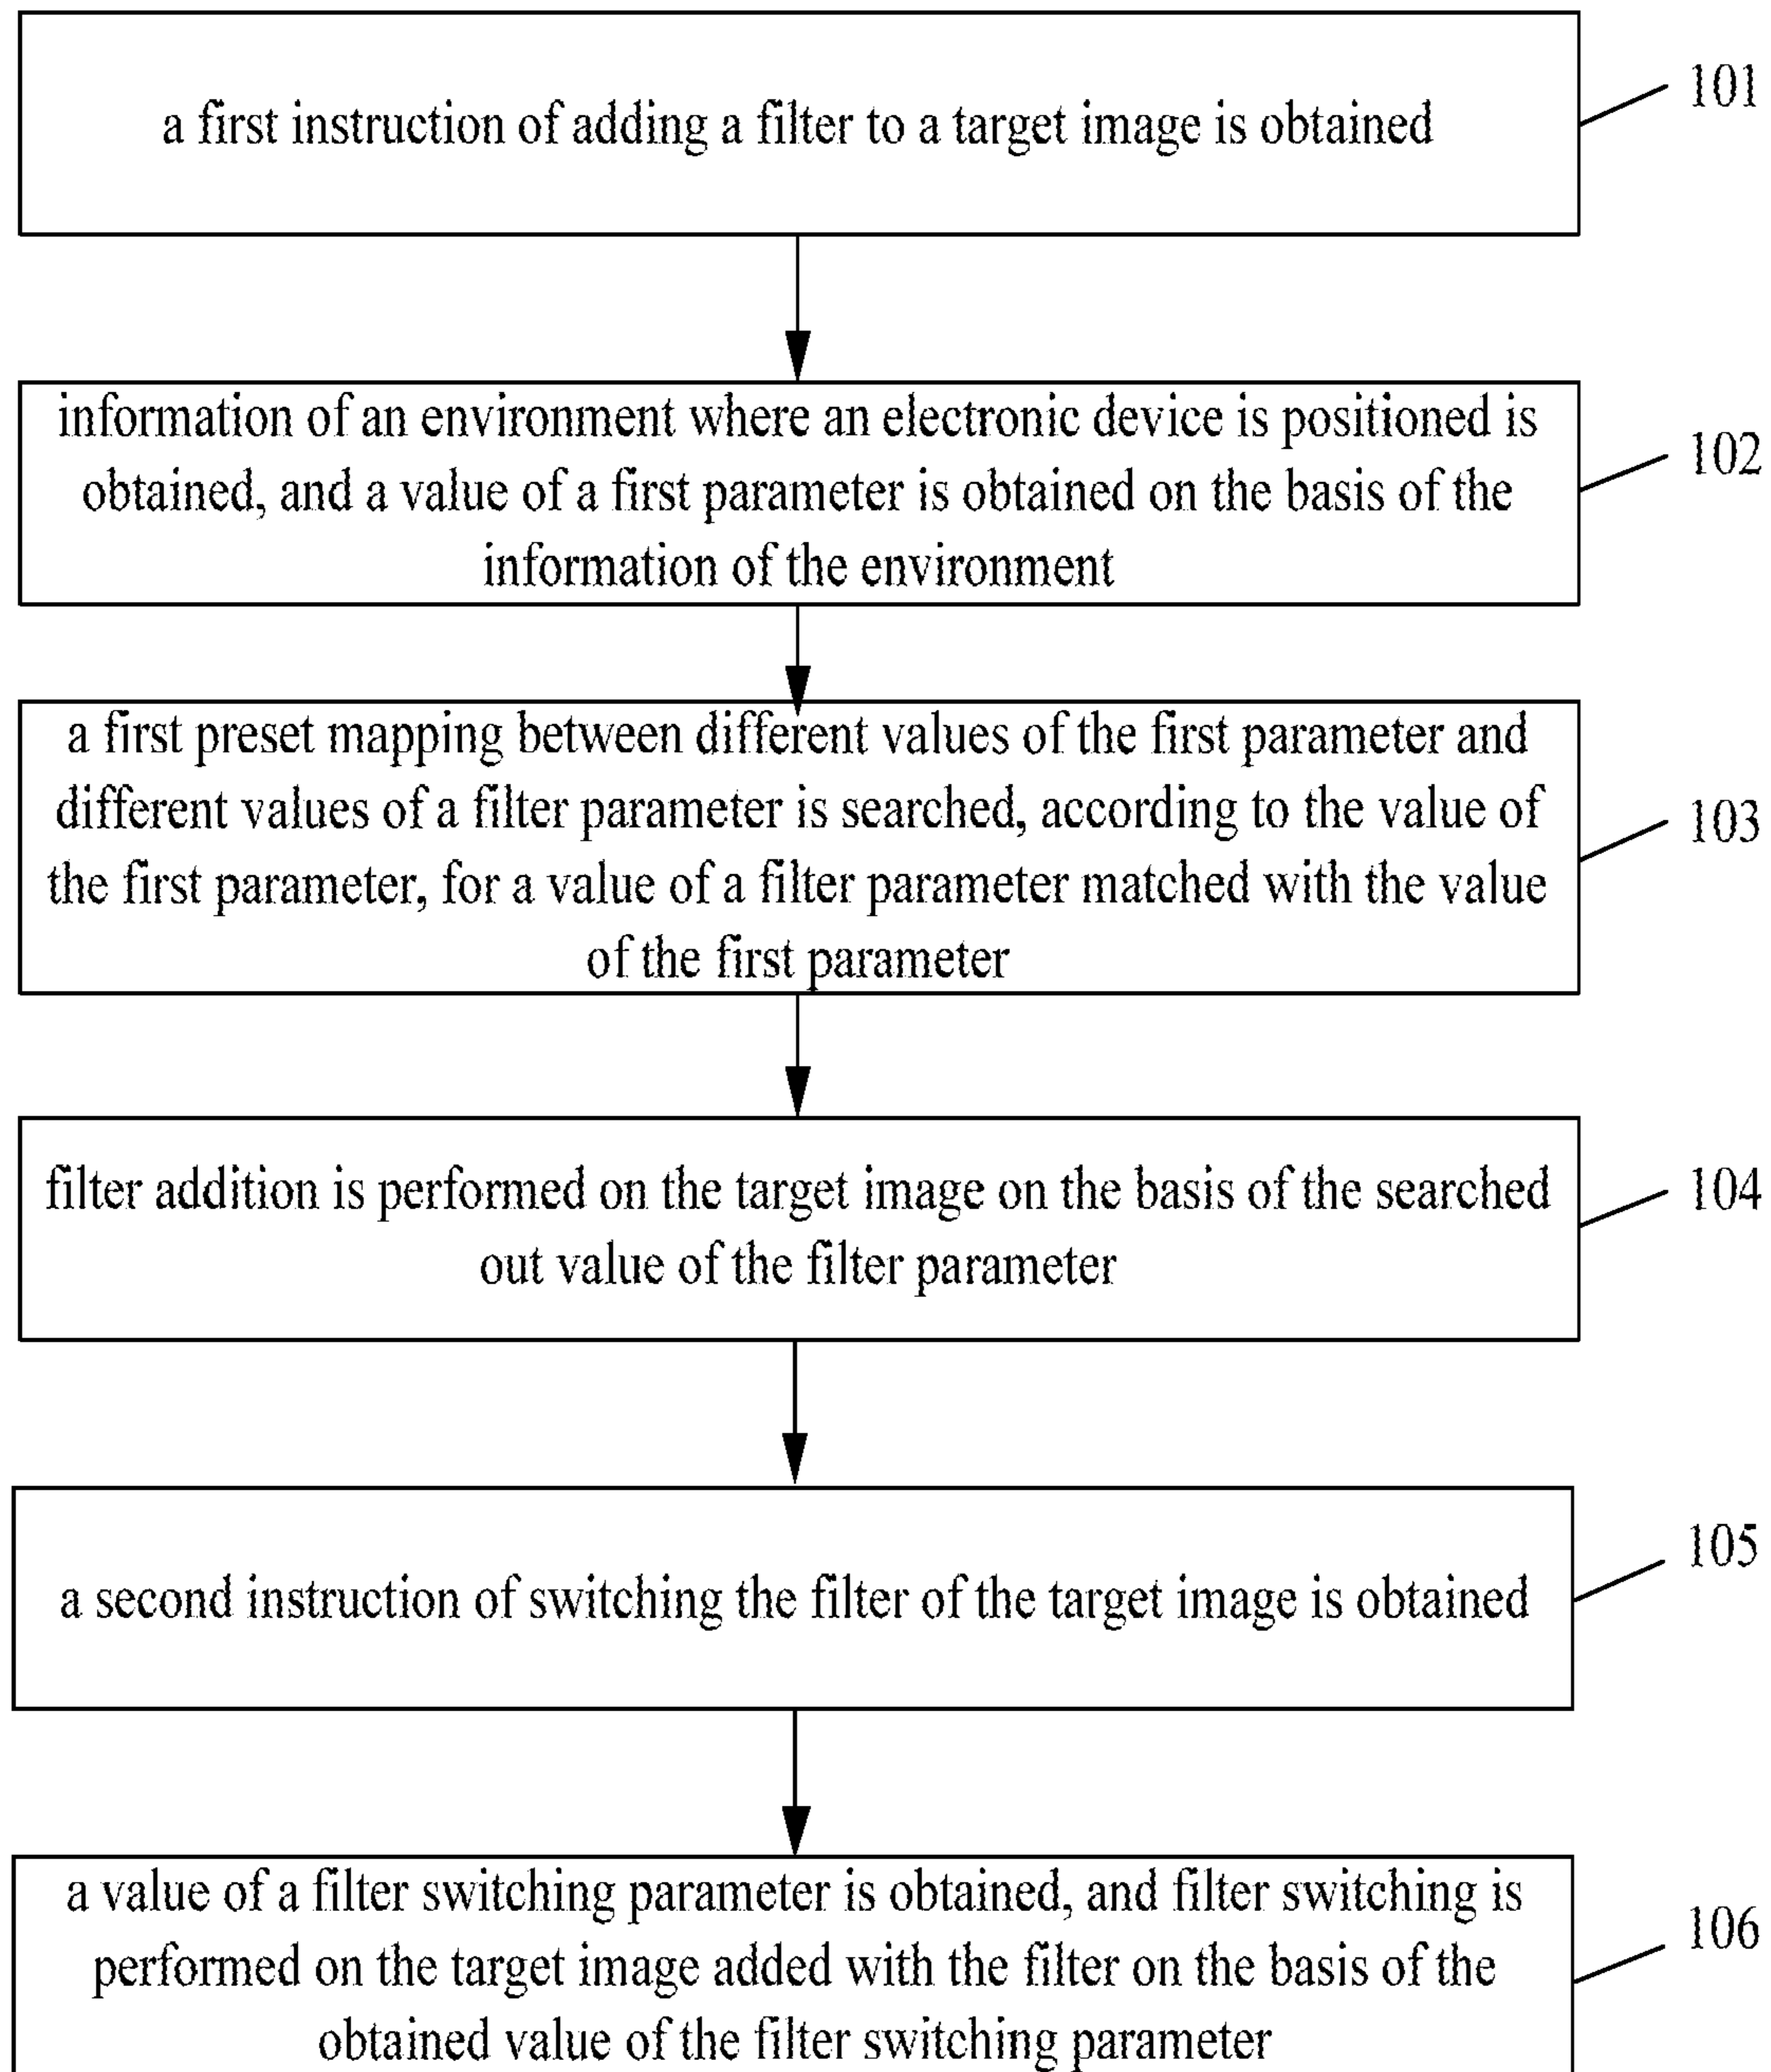 a first instruction of adding a filter to a target image is obtained
101
information of an environment where an electronic device is positioned is
obtained, and a value of a first parameter is obtained on the basis of the
information of the environment
102
a first preset mapping between different values of the first parameter and
different values of a filter parameter is searched, according to the value of
the first parameter, for a value of a filter parameter matched with the value
of the first parameter
103
filter addition is performed on the target image on the basis of the searched
out value of the filter parameter
104
a second instruction of switching the filter of the target image is obtained
105
a value of a filter switching parameter is obtained, and filter switching is
performed on the target image added with the filter on the basis of the
obtained value of the filter switching parameter
106